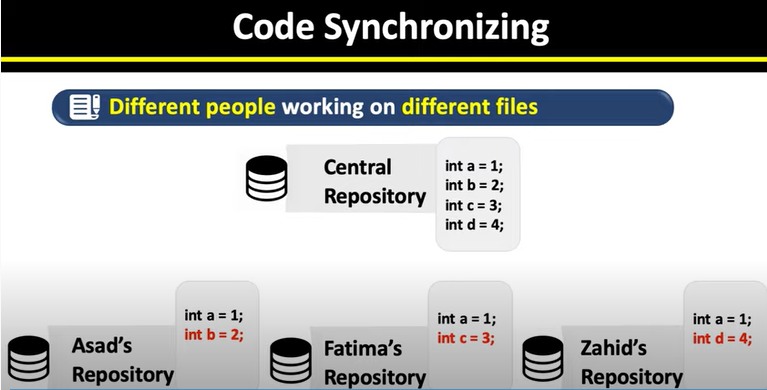 Code Synchronizing
Different people working on different files
Central
Repository
int a = 1;
int b = 2;
int c = 3;
int d = 4;
Asad's
Repository
int a = 1;
int b = 2;
Fatima's
Repository
int a = 1;
int c = 3;
Zahid's
Repository
int a = 1;
int d = 4;